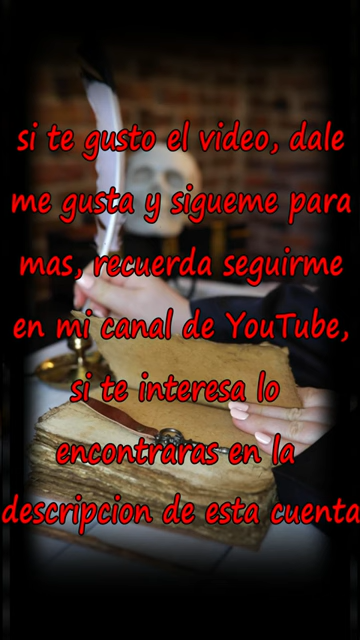 si te gusto el video, dale
me gusta y sigueme para
mas, recuerda seguirme
en mi canal de YouTube,
si te interesa lo
encontraras en la
descripcion de esta cuenta